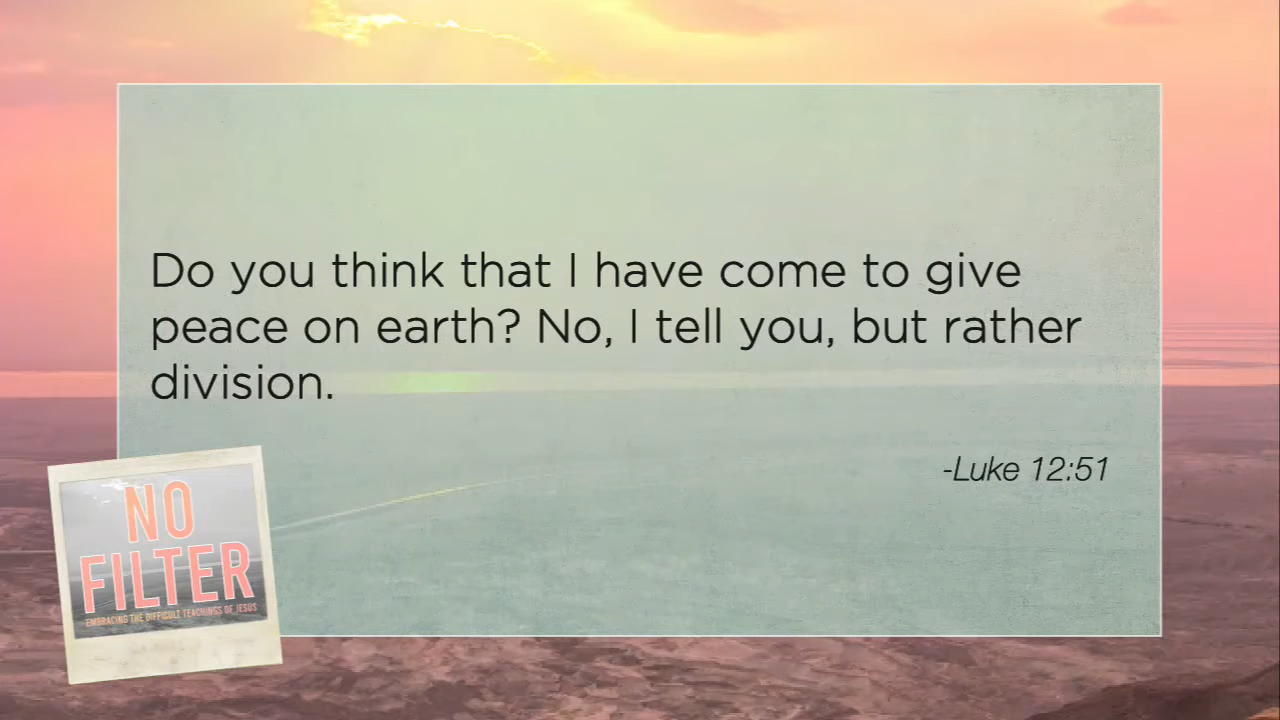 Do you think that I have come to give
peace on earth? No, I tell you, but rather
division.
-Luke 12:51
NO
FILTER
EMBRACING THE DIFFICULT TEACHINGS OF JESUS